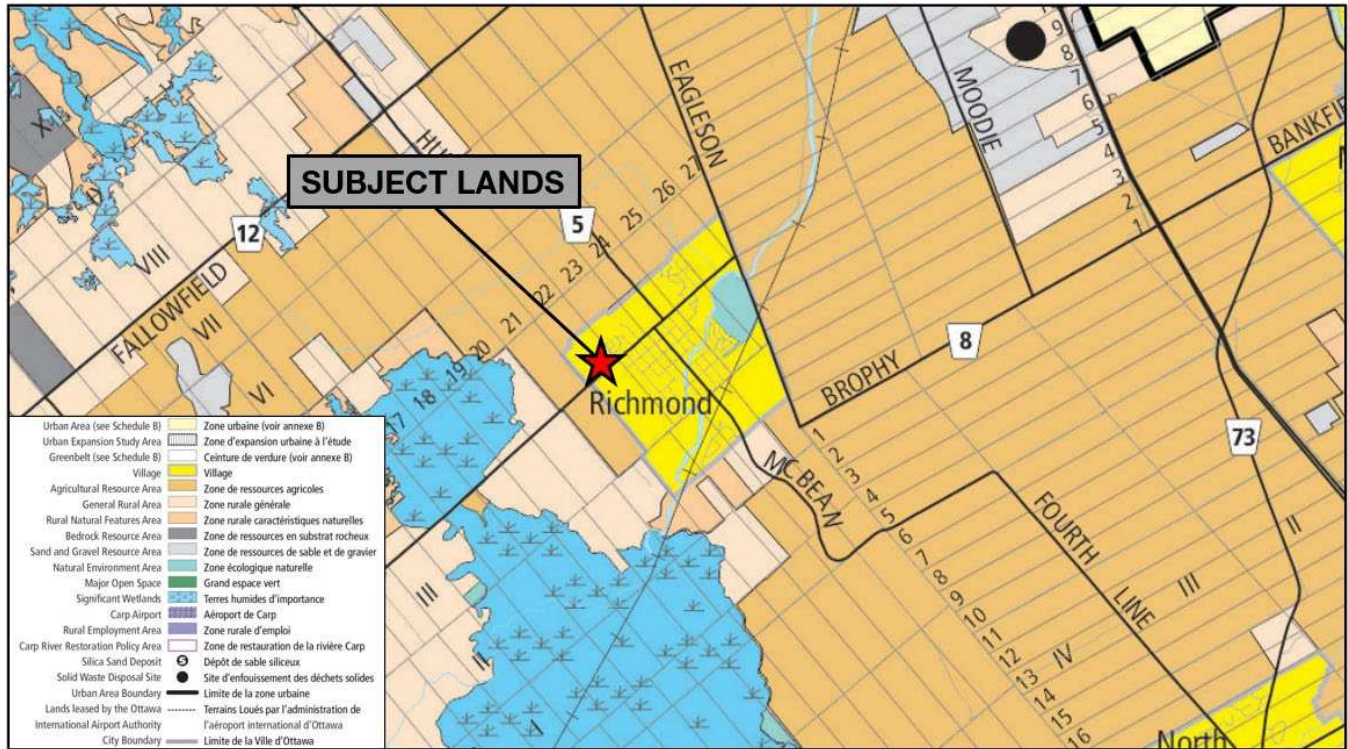 EAGLESON
MOODIE
9
8
7
6
5
4
3
2
1
BANKFIE
X
HU
SUBJECT LANDS
12
5
27
26
25
24
23
22
21
20
19
18
17
VIII
FALLOWFIELD
VII
VI
8
BROPHY
Richmond
73
MCBEAN
1
2
3
4
5
6
7
8
9
10
11
12
13
14
15
16
FOURTH
LINE
II
III
IV
III
II
North
Urban Area (see Schedule B) Zone urbaine (voir annexe B)
Urban Expansion Study Area Zone d'expansion urbaine à l'étude
Greenbelt (see Schedule B) Ceinture de verdure (voir annexe B)
Village Village
Agricultural Resource Area Zone de ressources agricoles
General Rural Area Zone rurale générale
Rural Natural Features Area Zone rurale caractéristiques naturelles
Bedrock Resource Area Zone de ressources en substrat rocheux
Sand and Gravel Resource Area Zone de ressources de sable et de gravier
Natural Environment Area Zone écologique naturelle
Major Open Space Grand espace vert
Significant Wetlands Terres humides d'importance
Carp Airport Aéroport de Carp
Rural Employment Area Zone rurale d'emploi
Carp River Restoration Policy Area Zone de restauration de la rivière Carp
Silica Sand Deposit S Dépôt de sable siliceux
Solid Waste Disposal Site Site d'enfouissement des déchets solides
Urban Area Boundary Limite de la zone urbaine
Lands leased by the Ottawa Terrains Loués par l'administration de
International Airport Authority l'aéroport international d'Ottawa
City Boundary Limite de la Ville d'Ottawa